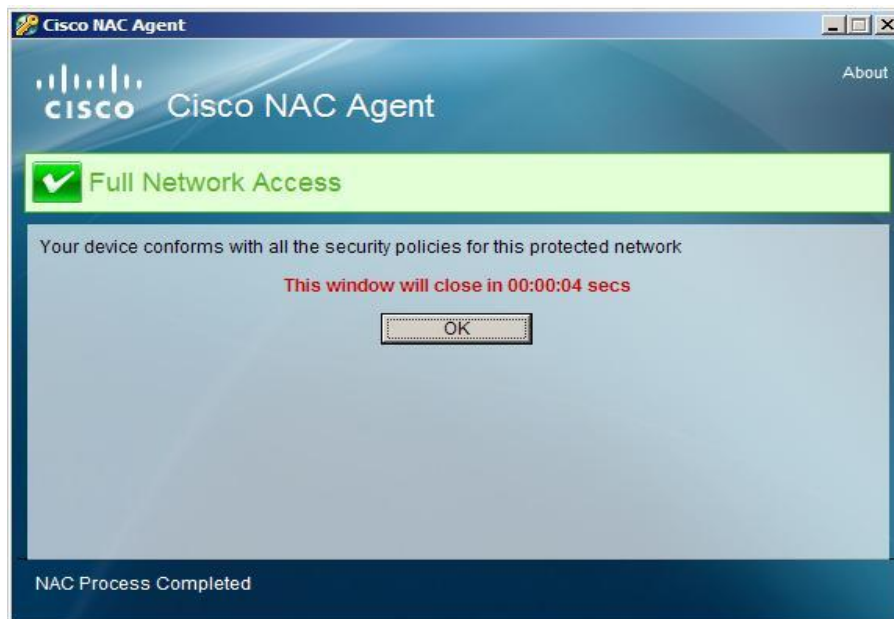 Cisco NAC Agent
About
CISCO
Cisco NAC Agent
Full Network Access
Your device conforms with all the security policies for this protected network
This window will close in 00:00:04 secs
OK
NAC Process Completed